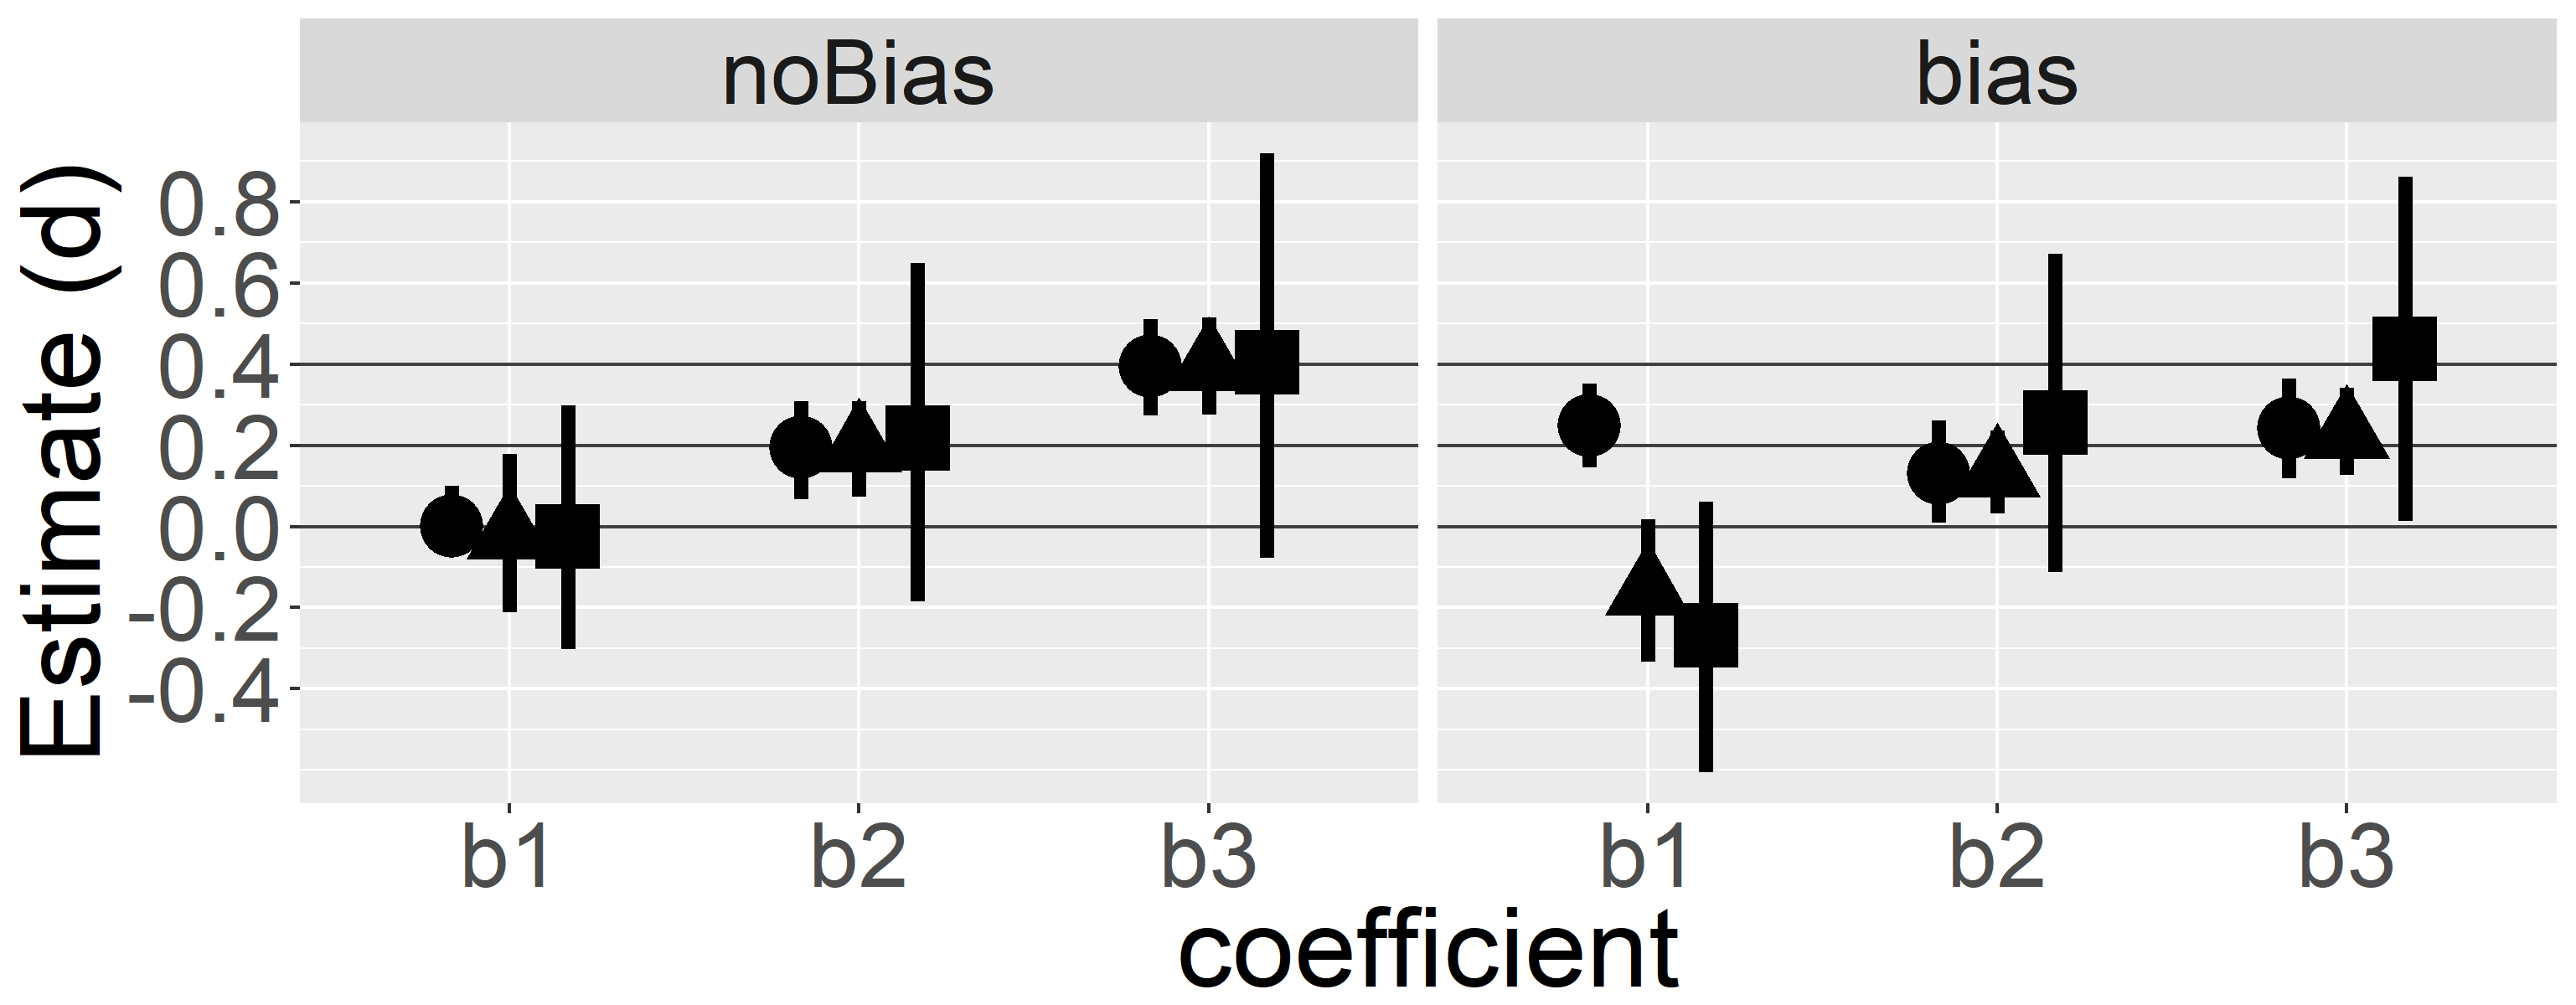 noBias
bias
Estimate (d)
0.8
0.6
0.4
0.2
0.0
-0.2
-0.4
b1 b2 b3
b1 b2 b3
coefficient